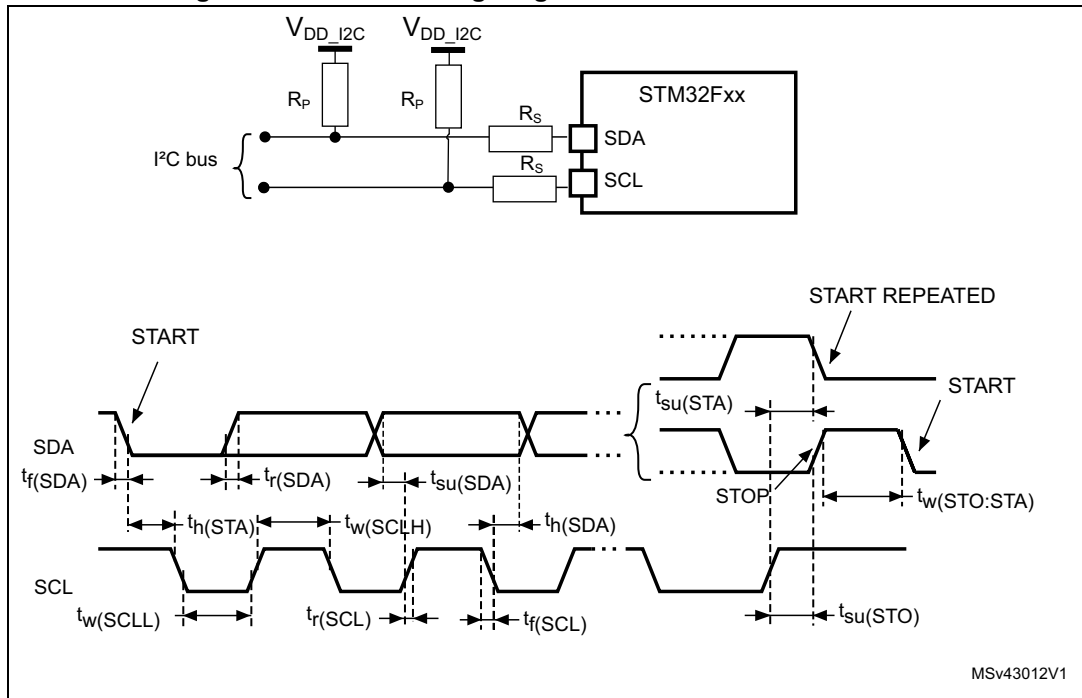 VDD_I2C VDD_I2C
STM32Fxx
RP RP RS
SDA
I²C bus
RS
SCL
START REPEATED
START
START
tsu(STA)
SDA
tf(SDA) tr(SDA) tsu(SDA) STOP
tw(STO:STA)
th(STA) tw(SCLH) th(SDA)
SCL
tw(SCLL) tr(SCL) tf(SCL) tsu(STO)
MSv43012V1